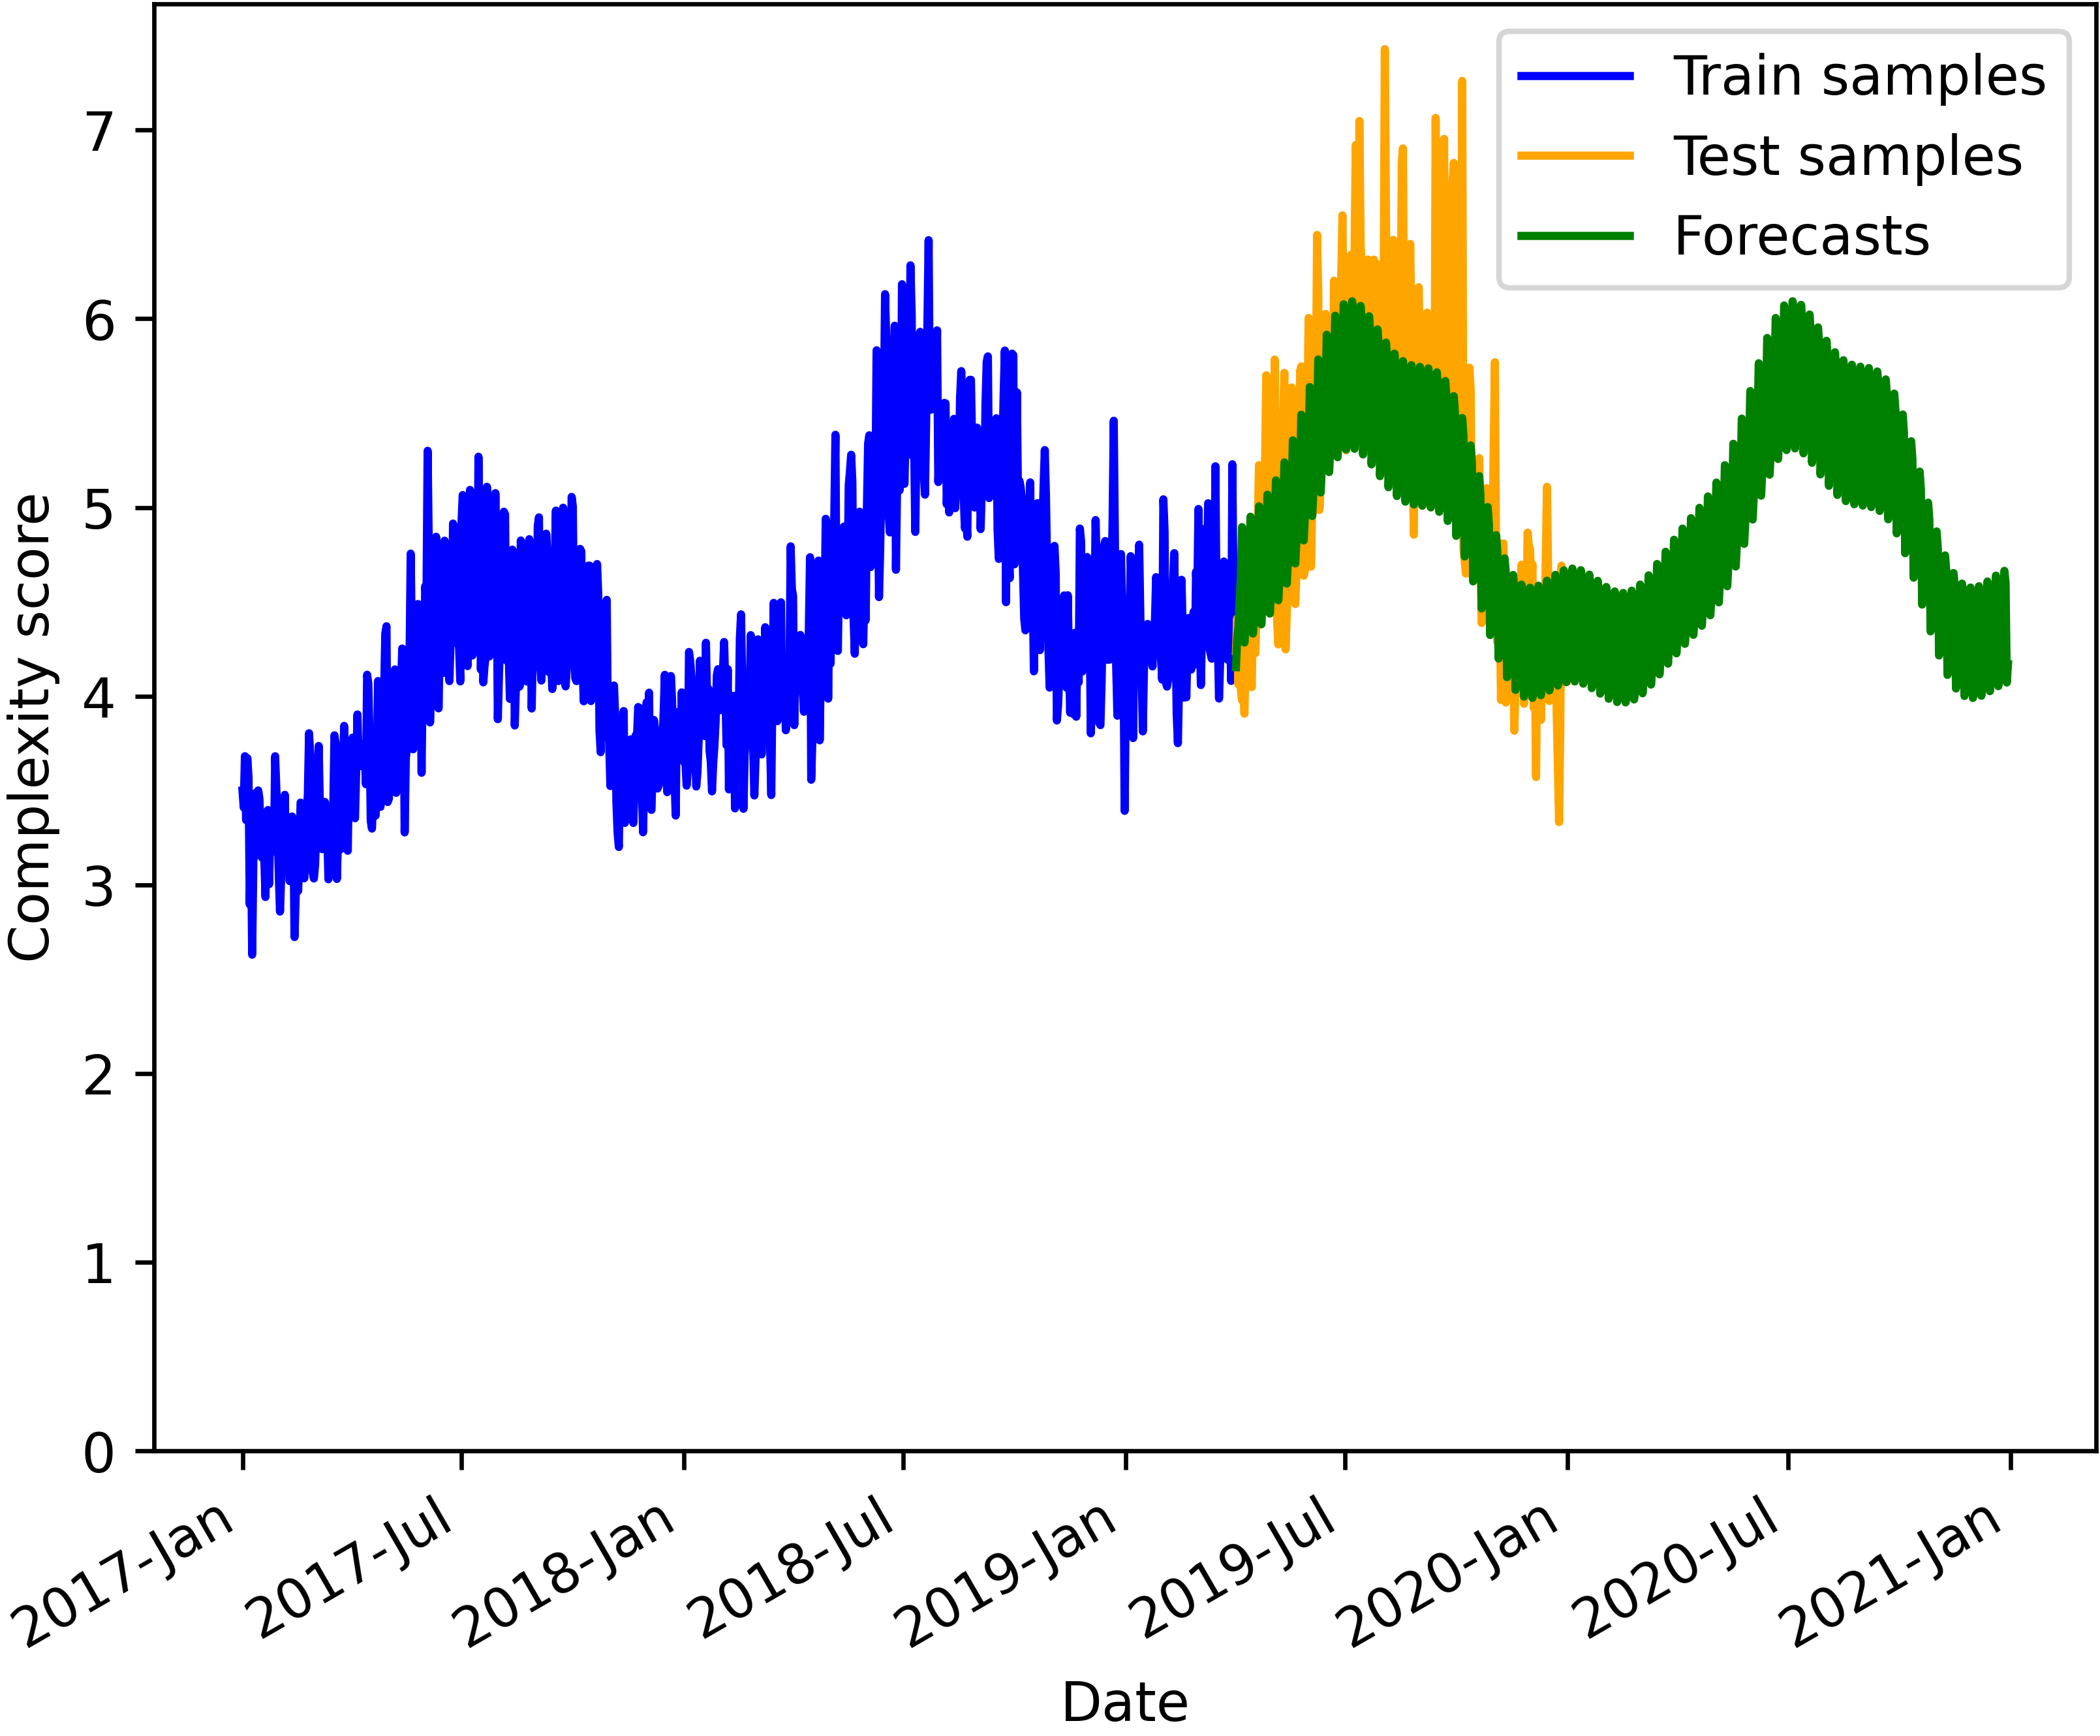 Train samples
Test samples
Forecasts
Complexity score
7
6
5
4
3
2
1
0
2017-Jan
2017-Jul
2018-Jan
2018-Jul
2019-Jan
2019-Jul
2020-Jan
2020-Jul
2021-Jan
Date